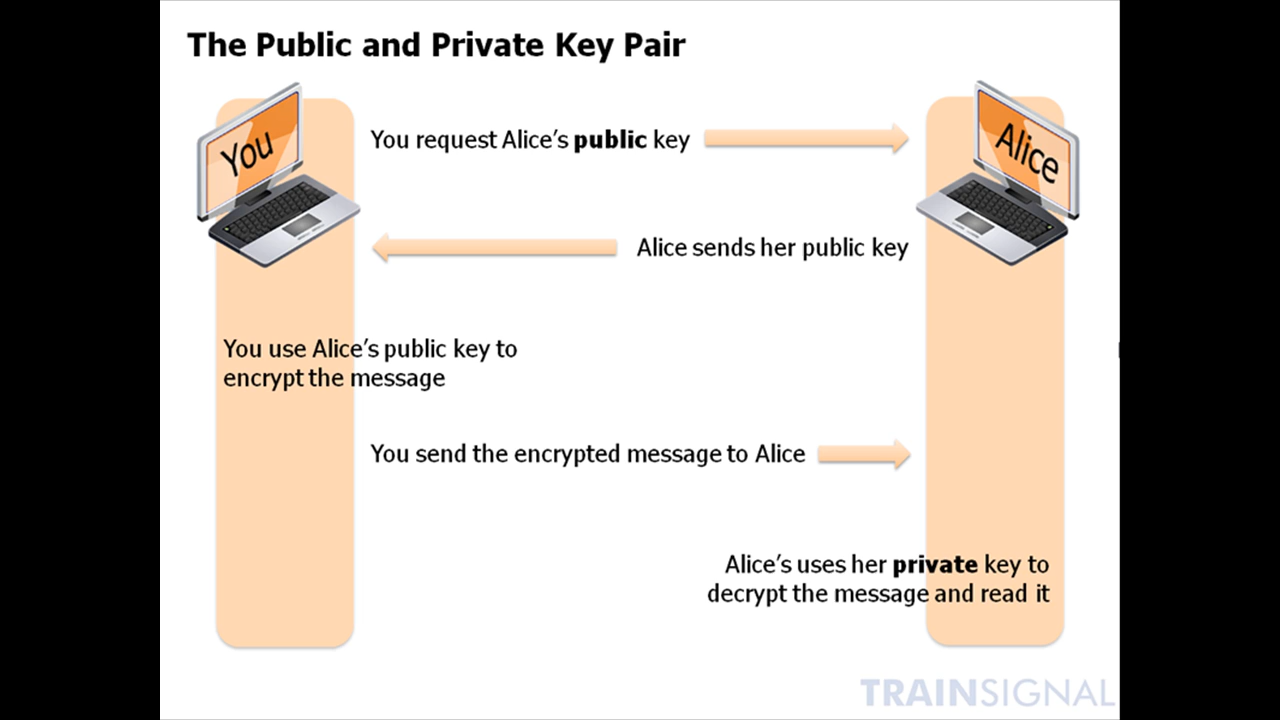 The Public and Private Key Pair
You
Alice
You request Alice's public key
Alice sends her public key
You use Alice's public key to
encrypt the message
You send the encrypted message to Alice
Alice's uses her private key to
decrypt the message and read it
TRAINSIGNAL